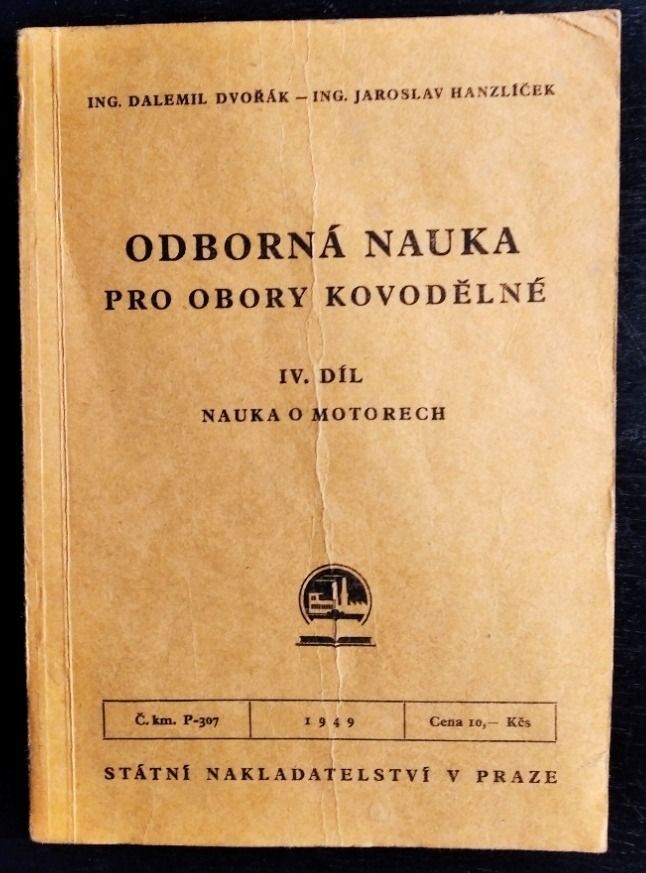 ING. DALEMIL DVOŘÁK – ING. JAROSLAV HANZLÍČEK
ODBORNÁ NAUKA
PRO OBORY KOVODĚLNÉ
IV. DÍL
NAUKA O MOTORECH
Č. km. P-307 1949 Cena 10,– Kčs
STÁTNÍ NAKLADATELSTVÍ V PRAZE